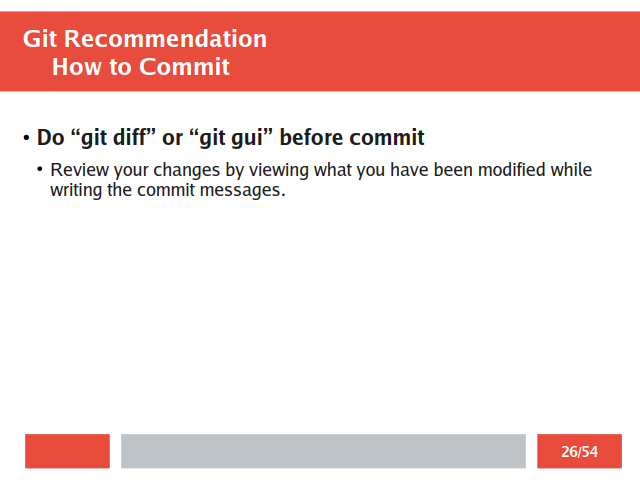 Git Recommendation
How to Commit
• Do “git diff” or “git gui” before commit
• Review your changes by viewing what you have been modified while
writing the commit messages.
26/54